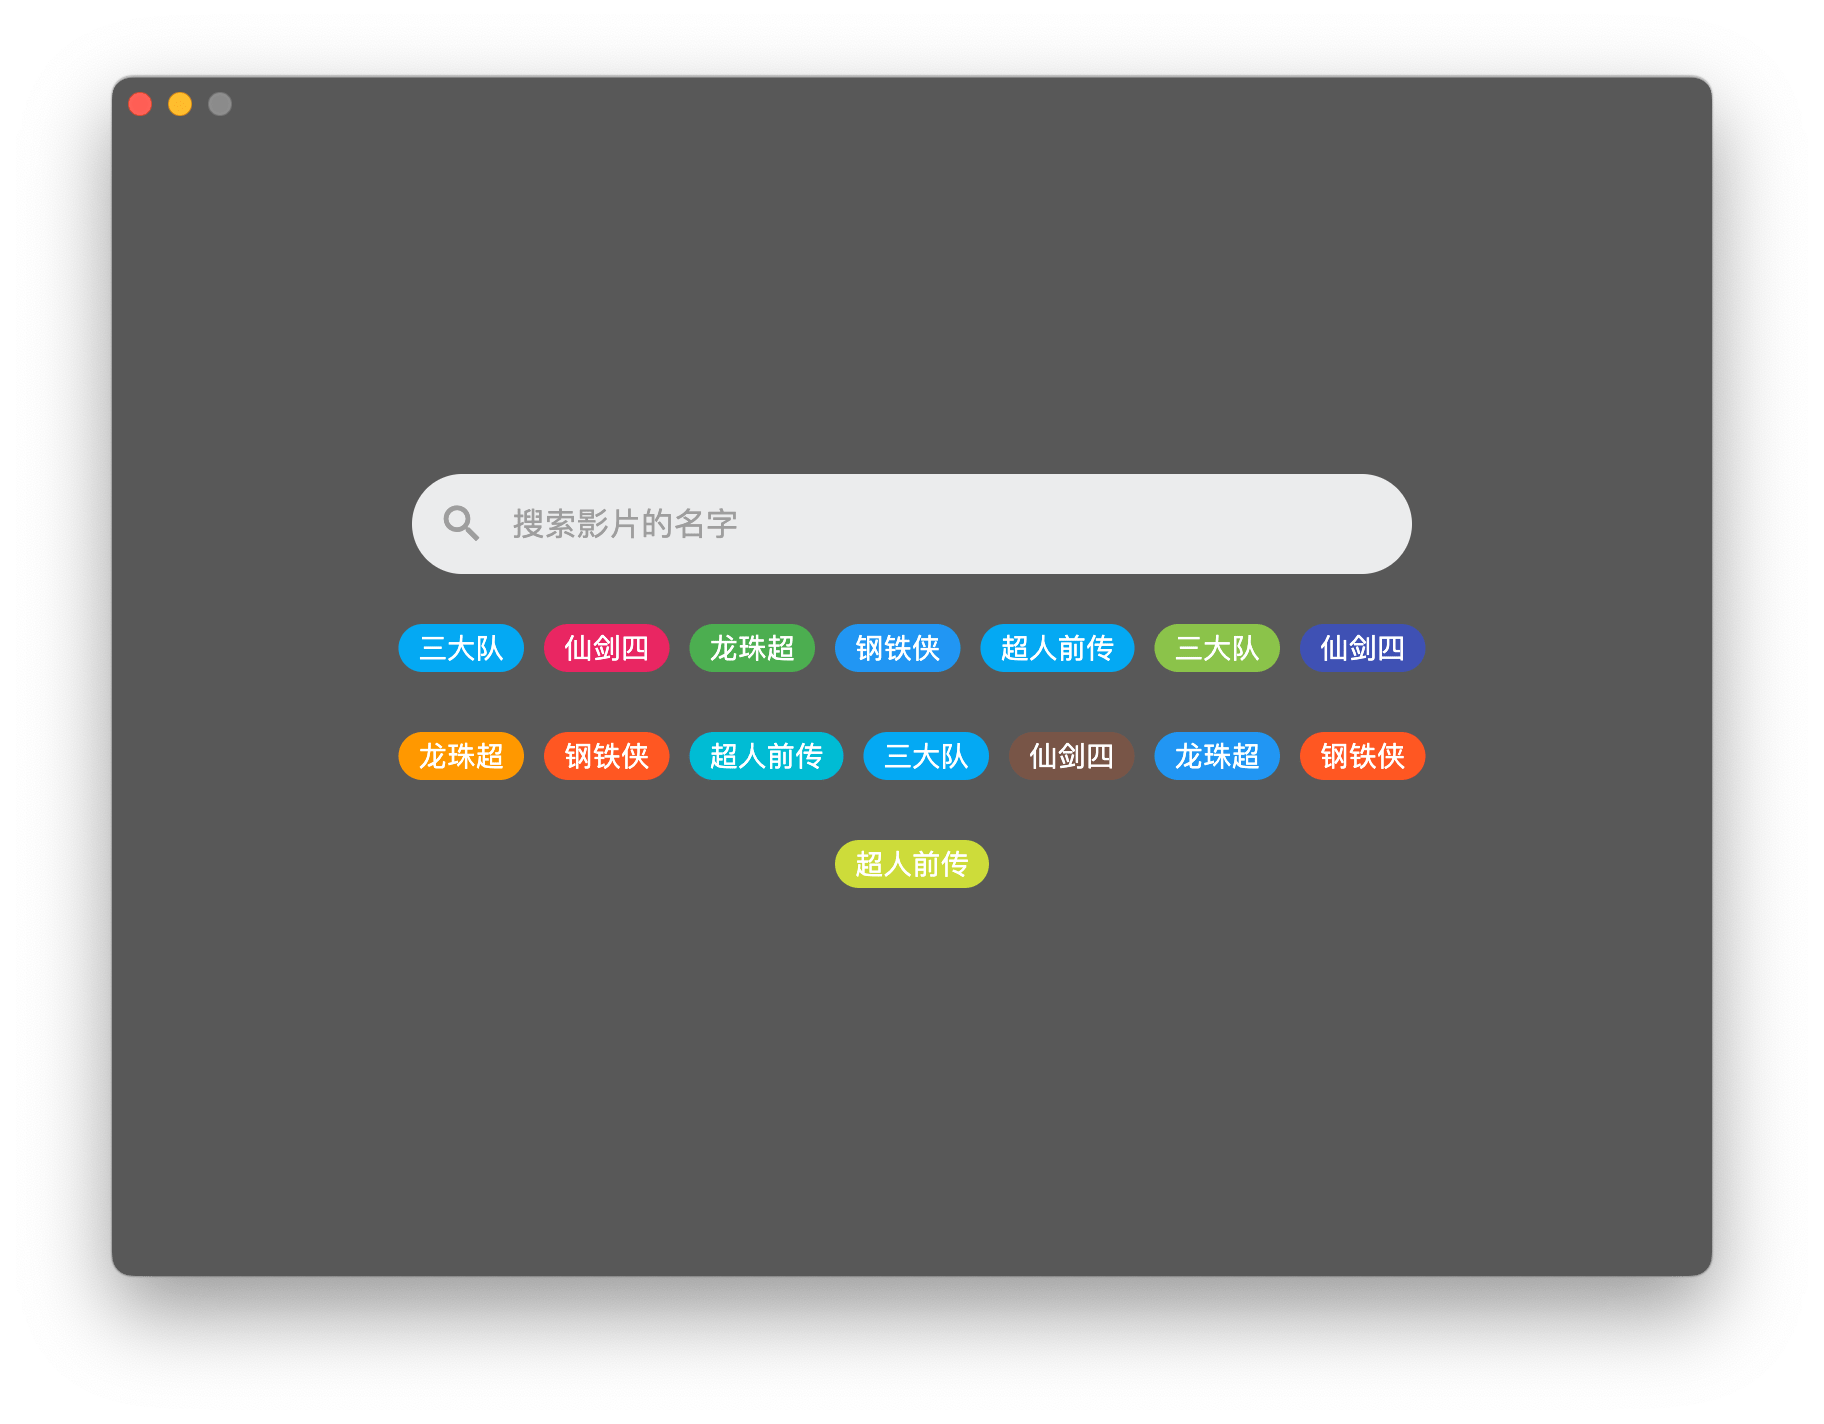 搜索影片的名字
三大队 仙剑四 龙珠超 钢铁侠 超人前传 三大队 仙剑四
龙珠超 钢铁侠 超人前传 三大队 仙剑四 龙珠超 钢铁侠
超人前传